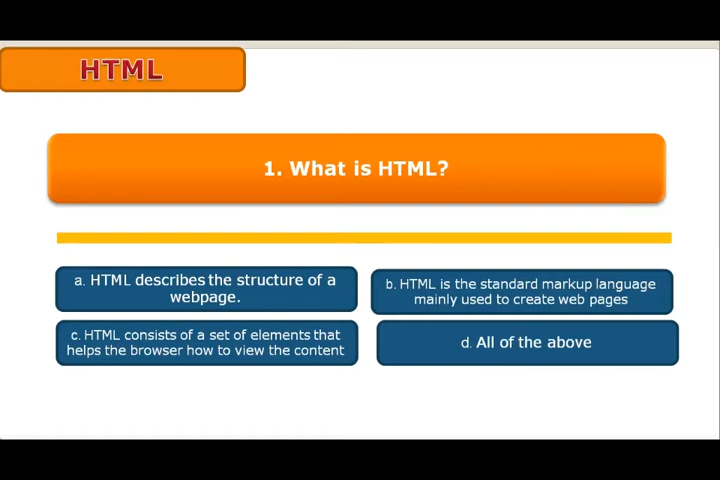 HTML
1. What is HTML?
a. HTML describes the structure of a
webpage.
b. HTML is the standard markup language
mainly used to create web pages
c. HTML consists of a set of elements that
helps the browser how to view the content
d. All of the above